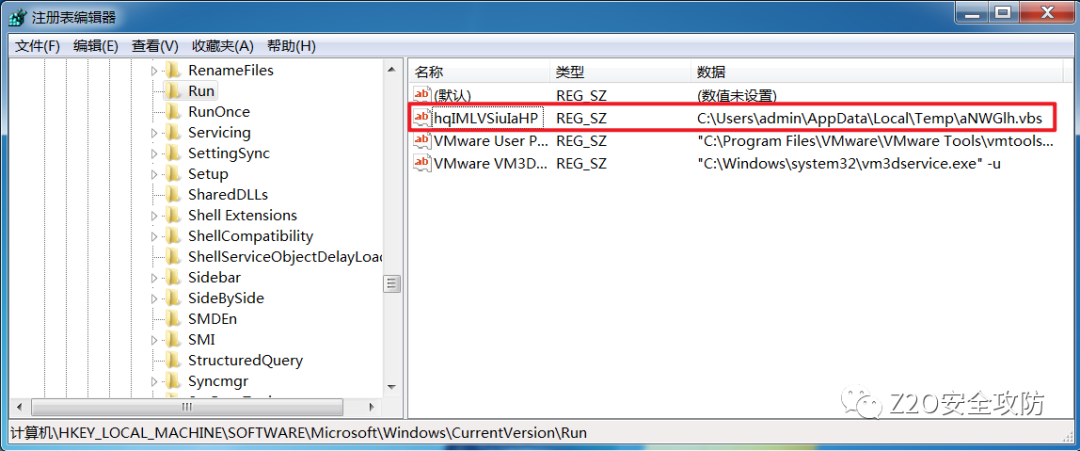 注册表编辑器
文件(F) 编辑(E) 查看(V) 收藏夹(A) 帮助(H)
RenameFiles
Run
RunOnce
Servicing
SettingSync
Setup
SharedDLLs
Shell Extensions
ShellCompatibility
ShellServiceObjectDelayLoad
Sidebar
SideBySide
SMDEn
SMI
StructuredQuery
Syncmgr
名称 类型 数据
(默认) REG_SZ (数值未设置)
hqIMLVSiuIaHP REG_SZ C:\Users\admin\AppData\Local\Temp\aNWGlh.vbs
VMware User P... REG_SZ "C:\Program Files\VMware\VMware Tools\vmtools...
VMware VM3D... REG_SZ "C:\Windows\system32\vm3dservice.exe" -u
Z2O安全攻防
计算机\HKEY_LOCAL_MACHINE\SOFTWARE\Microsoft\Windows\CurrentVersion\Run